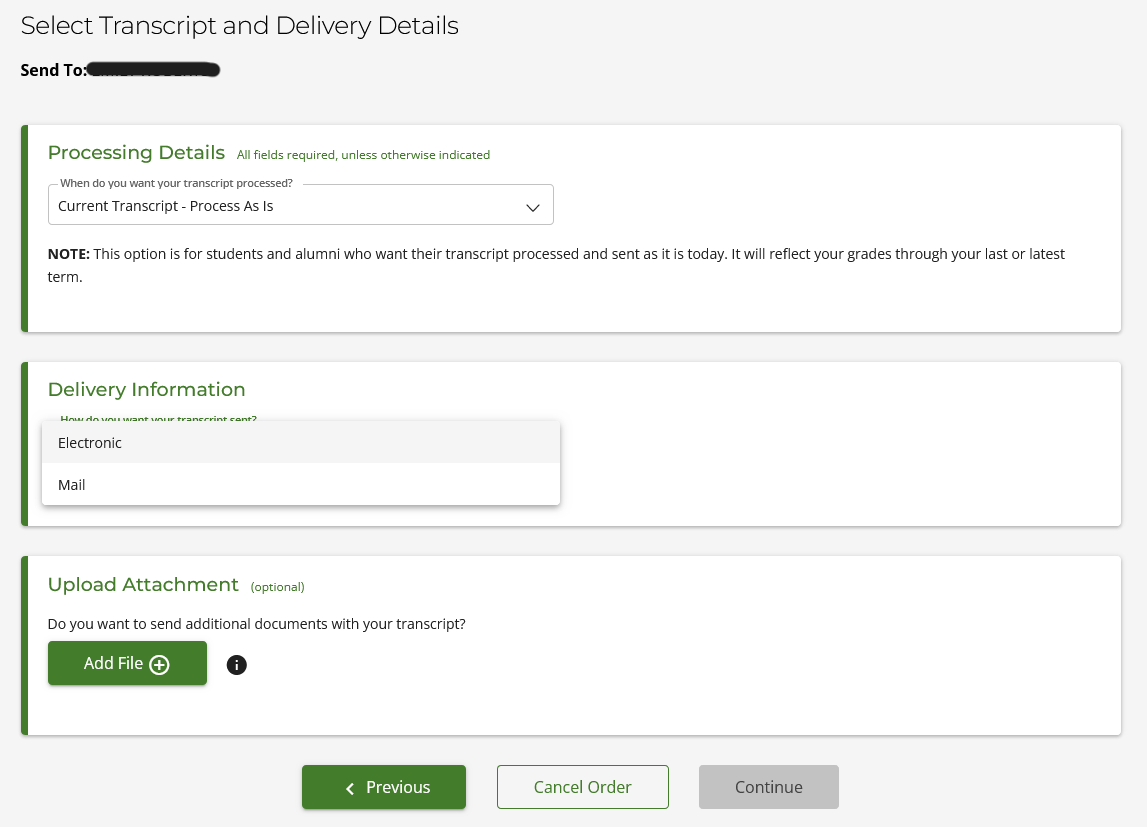 Select Transcript and Delivery Details
Send To:
Processing Details All fields required, unless otherwise indicated
When do you want your transcript processed?
Current Transcript - Process As Is
NOTE: This option is for students and alumni who want their transcript processed and sent as it is today. It will reflect your grades through your last or latest
term.
Delivery Information
How do you want your transcript sent?
Electronic
Mail
Upload Attachment (optional)
Do you want to send additional documents with your transcript?
Add File
Previous
Cancel Order
Continue